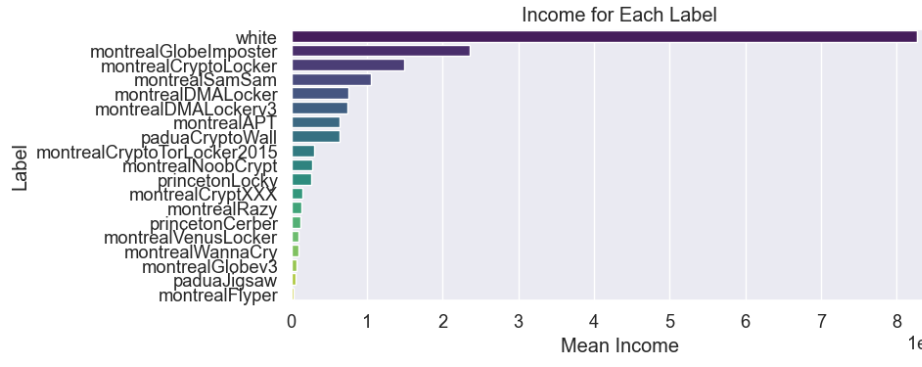 Income for Each Label
white
montrealGlobeImposter
montrealCryptoLocker
montrealSamSam
montrealDMALocker
montrealDMALockerv3
montrealAPT
paduaCryptoWall
montrealCryptoTorLocker2015
montrealNoobCrypt
princetonLocky
montrealCryptXXX
montrealRazy
princetonCerber
montrealVenusLocker
montrealWannaCry
montrealGlobev3
paduaJigsaw
montrealFlyper
Label
0 1 2 3 4 5 6 7 8
1e
Mean Income